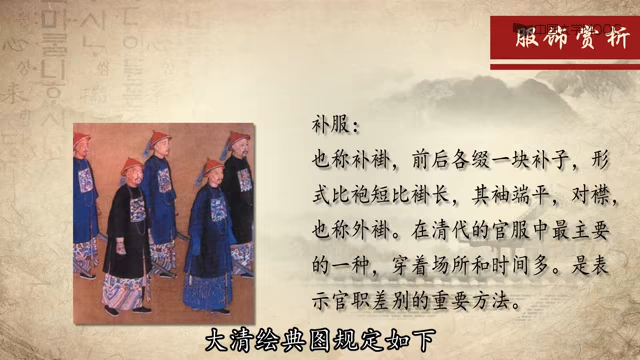 服饰赏析
补服：
也称补褂，前后各缀一块补子，形
式比袍短比褂长，其袖端平，对襟，
也称外褂。在清代的官服中最主要
的一种，穿着场所和时间多。是表
示官职差别的重要方法。
大清绘典图规定如下